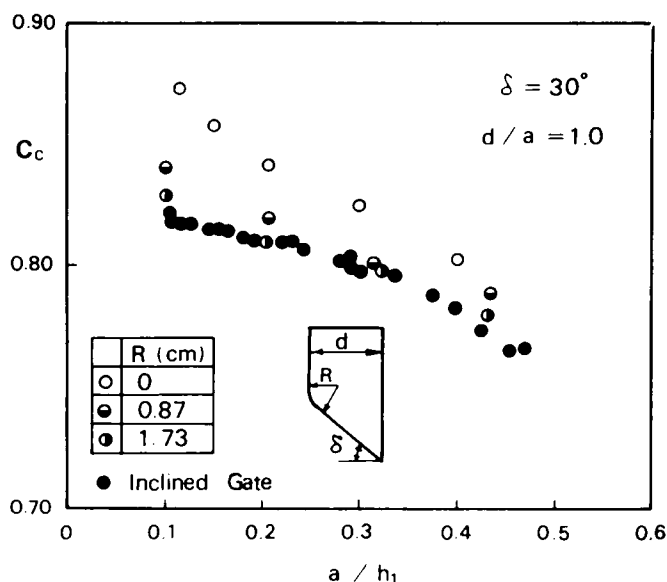 0.90
δ = 30°
d / a = 1.0
Cc
0.80
R (cm)
0
0.87
1.73
Inclined Gate
d
R
δ
0.70
0 0.1 0.2 0.3 0.4 0.5 0.6
a / h₁